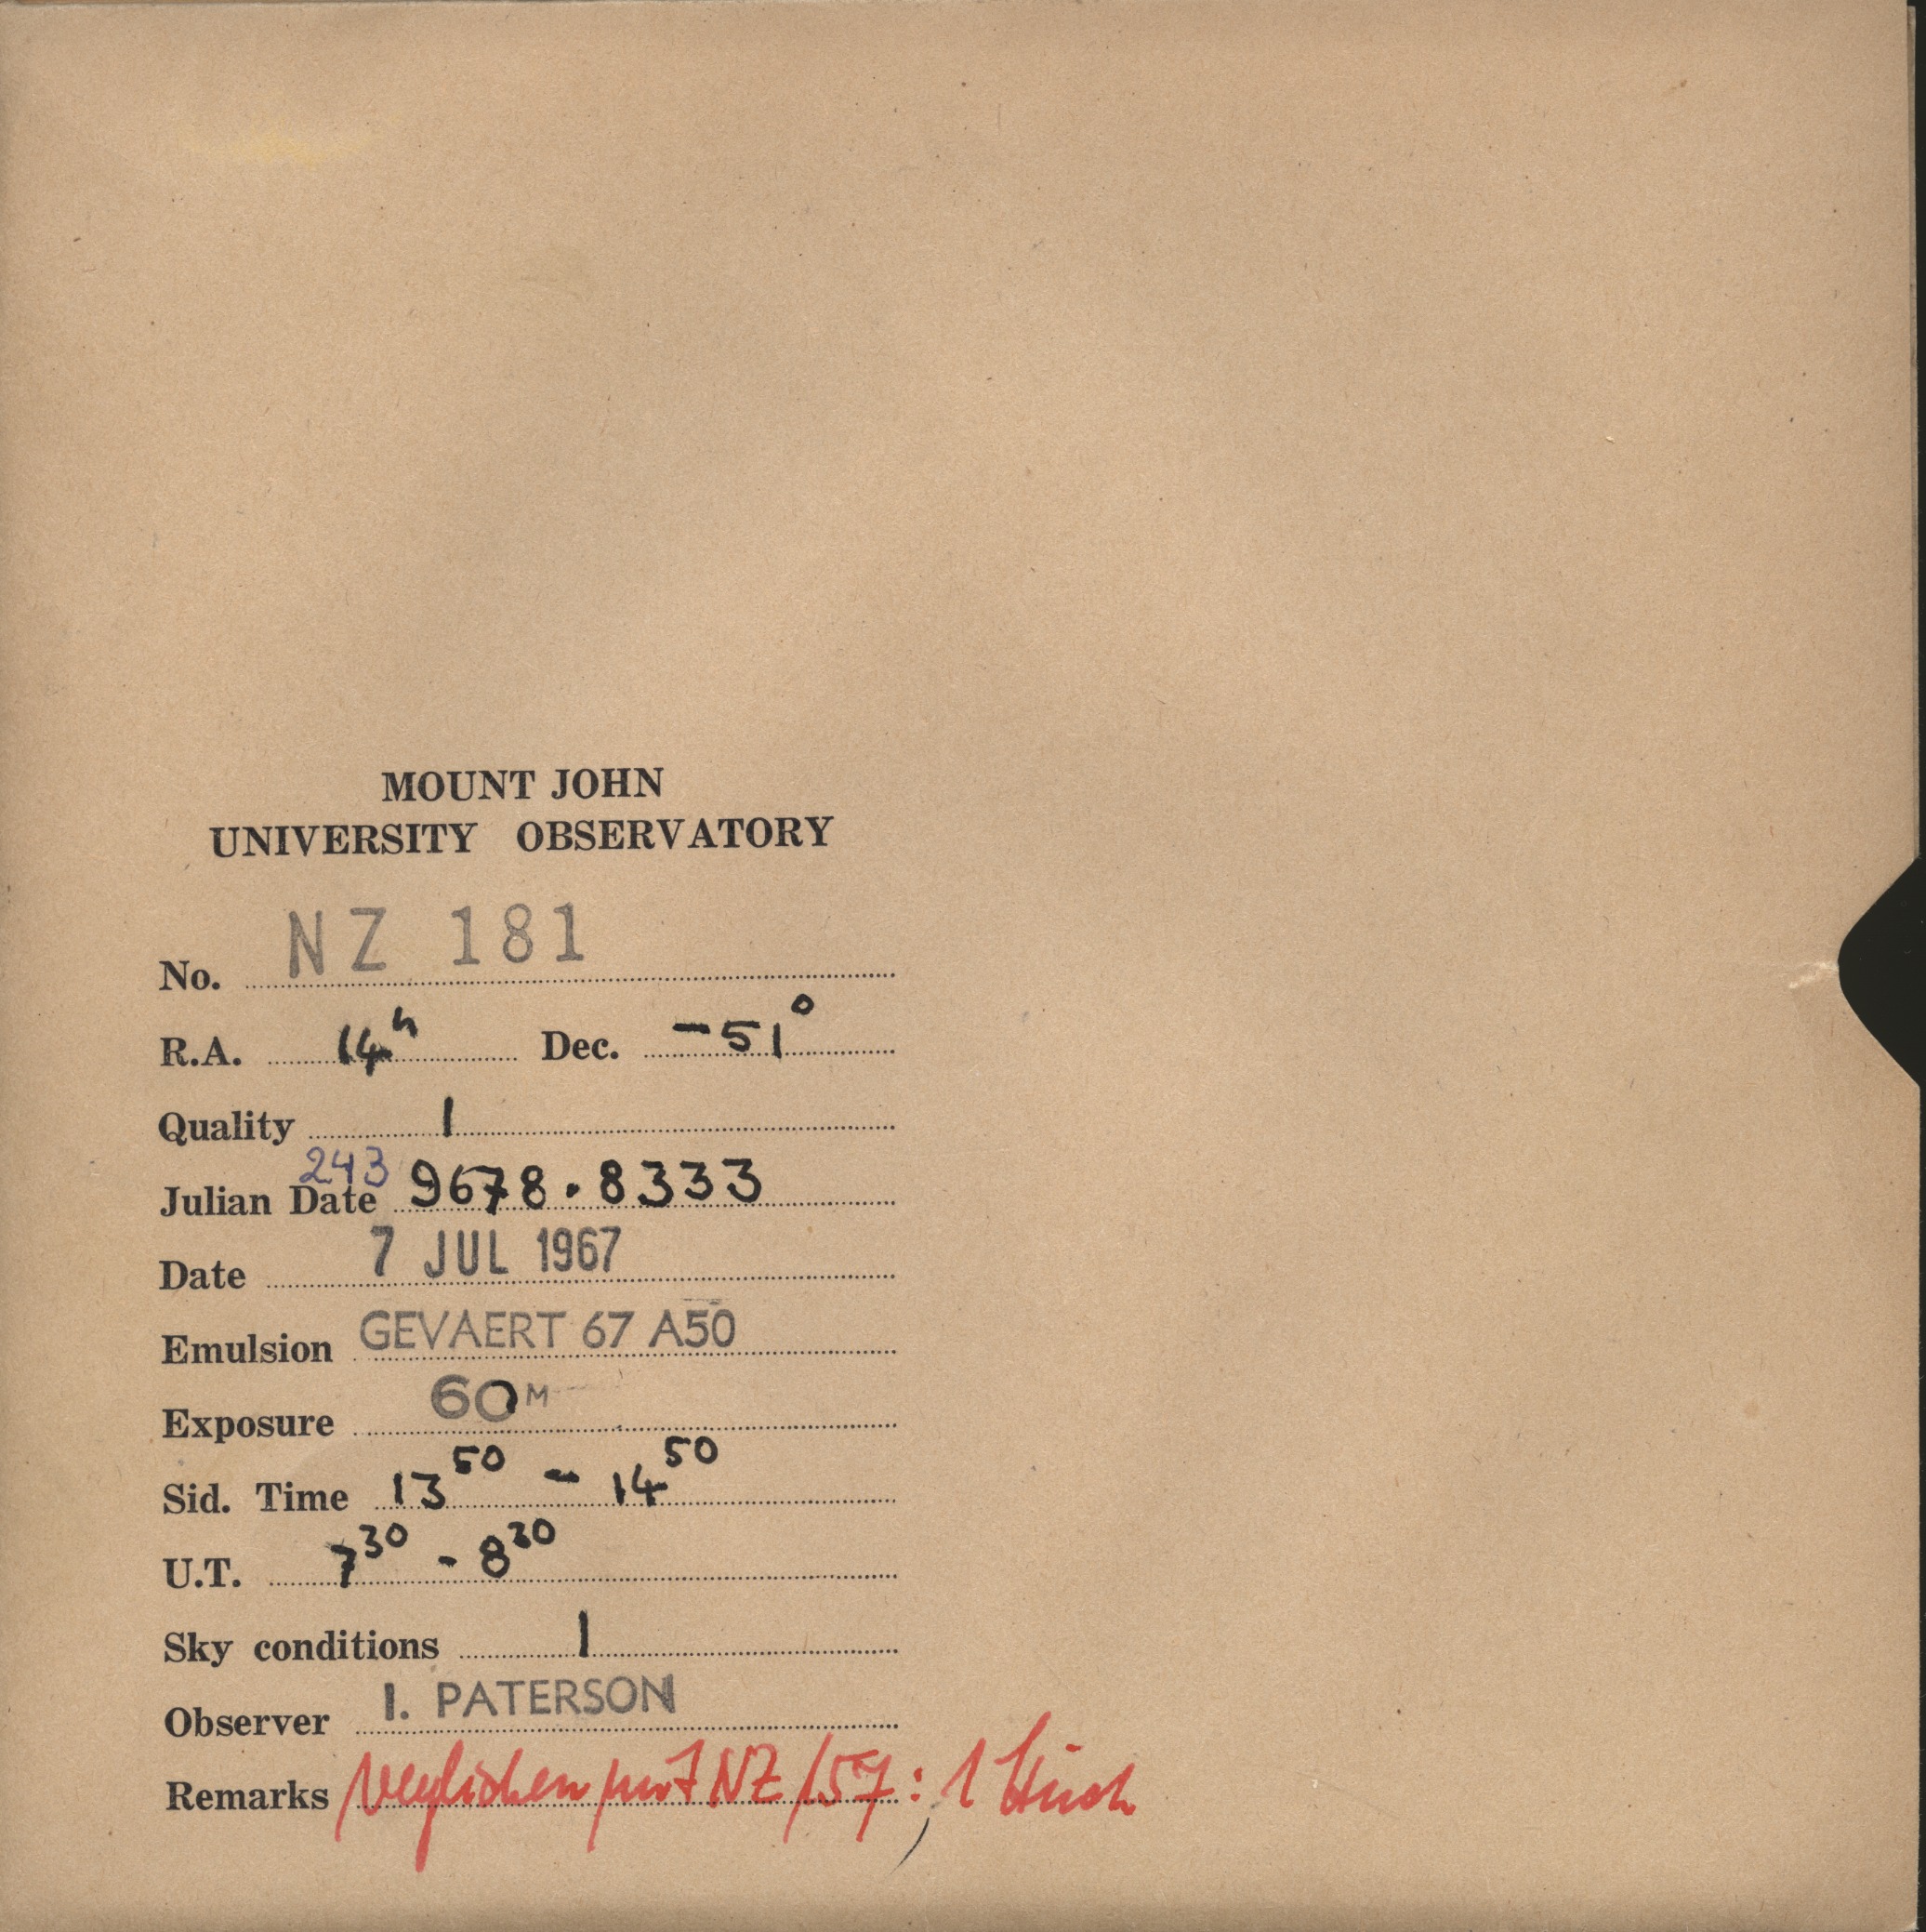 MOUNT JOHN
UNIVERSITY OBSERVATORY
No. NZ 181
R.A. 14h Dec. -51°
Quality 1
Julian Date 243 9678.8333
Date 7 JUL 1967
Emulsion GEVAERT 67 A50
Exposure 60M
Sid. Time 13 50 - 14 50
U.T. 7 30 - 8 30
Sky conditions 1
Observer I. PATERSON
Remarks verglichen mit NZ 157: 1 Stück